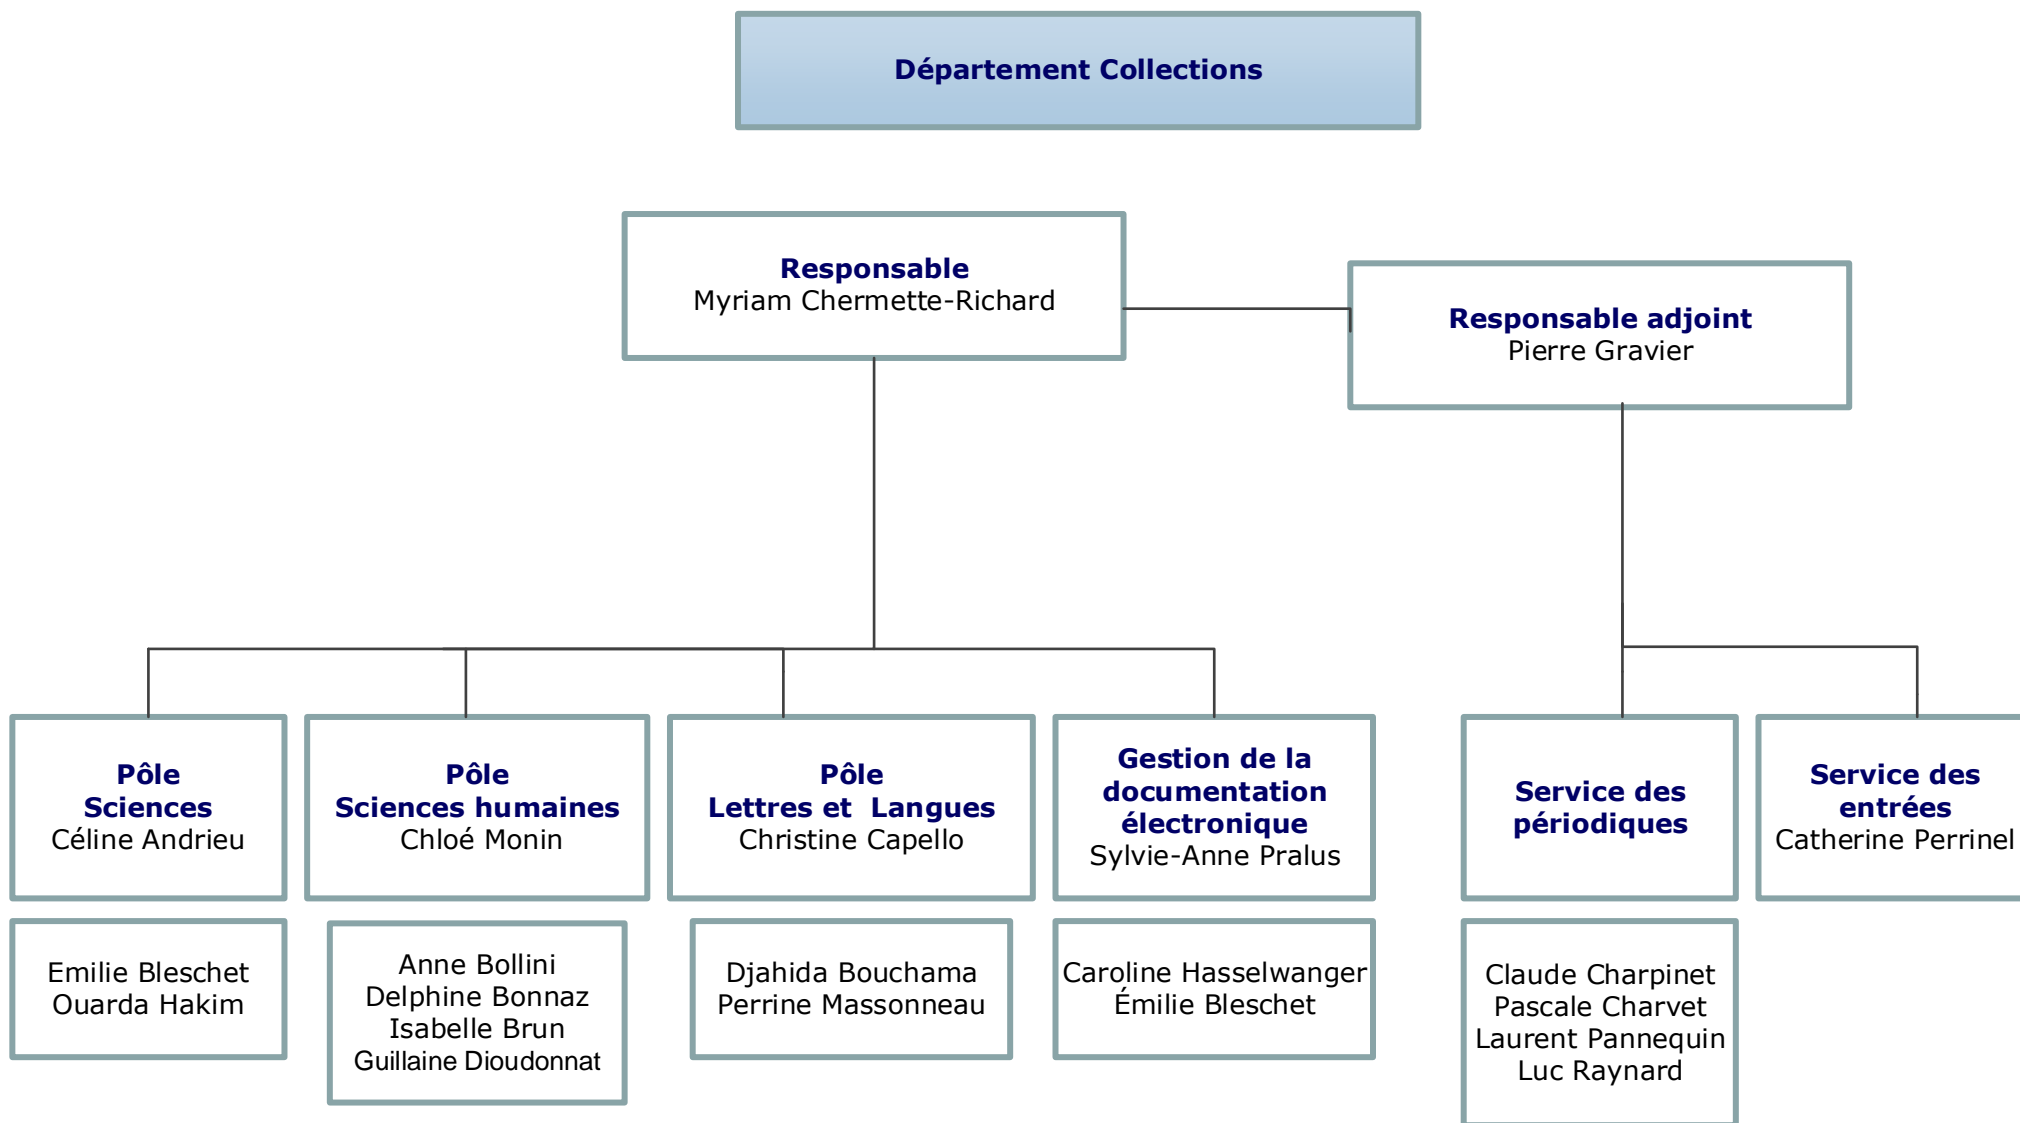 Département Collections
Responsable
Myriam Chermette-Richard
Responsable adjoint
Pierre Gravier
Pôle
Sciences
Céline Andrieu
Pôle
Sciences humaines
Chloé Monin
Pôle
Lettres et  Langues
Christine Capello
Gestion de la
documentation
électronique
Sylvie-Anne Pralus
Service des
périodiques
Service des
entrées
Catherine Perrinel
Emilie Bleschet
Ouarda Hakim
Anne Bollini
Delphine Bonnaz
Isabelle Brun
Guillaine Dioudonnat
Djahida Bouchama
Perrine Massonneau
Caroline Hasselwanger
Émilie Bleschet
Claude Charpinet
Pascale Charvet
Laurent Pannequin
Luc Raynard